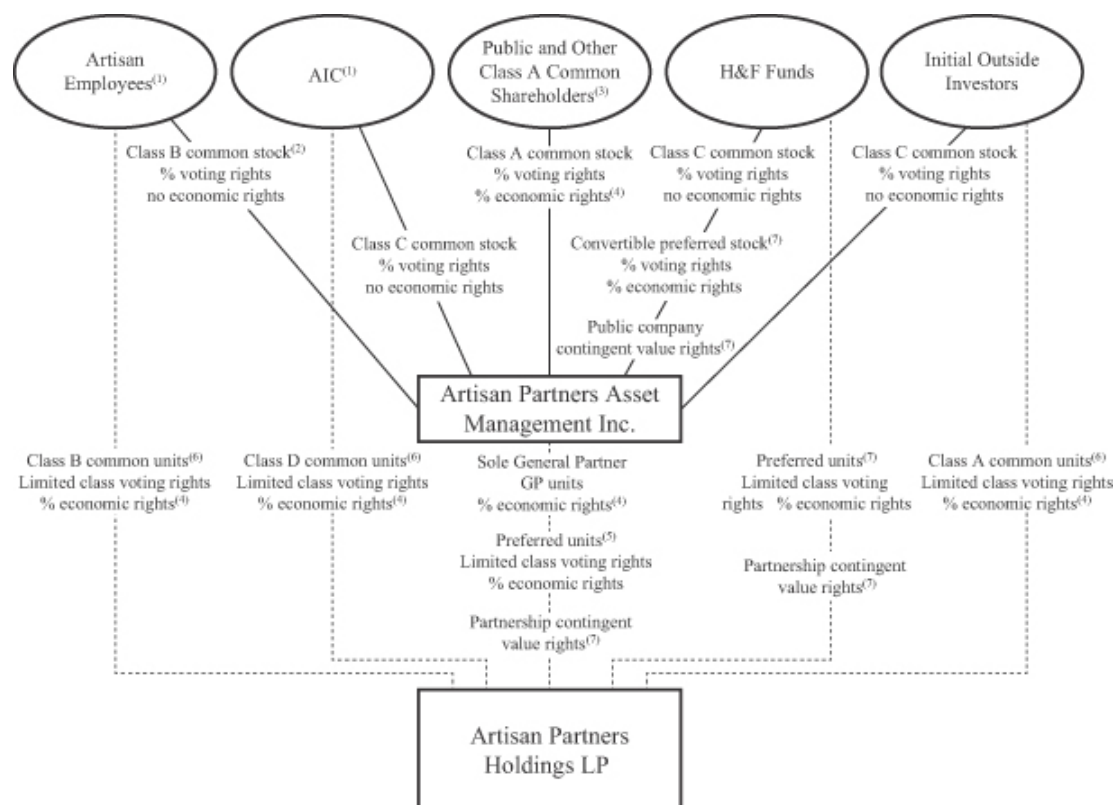 Artisan
Employees(1)
AIC(1)
Public and Other
Class A Common
Shareholders(3)
H&F Funds
Initial Outside
Investors
Class B common stock(2)
% voting rights
no economic rights
Class A common stock
% voting rights
% economic rights(4)
Class C common stock
% voting rights
no economic rights
Class C common stock
% voting rights
no economic rights
Class C common stock
% voting rights
no economic rights
Convertible preferred stock(7)
% voting rights
% economic rights
Public company
contingent value rights(7)
Artisan Partners Asset
Management Inc.
Class B common units(6)
Limited class voting rights
% economic rights(4)
Class D common units(6)
Limited class voting rights
% economic rights(4)
Sole General Partner
GP units
% economic rights(4)
Preferred units(5)
Limited class voting rights
% economic rights
Partnership contingent
value rights(7)
Preferred units(7)
Limited class voting
rights % economic rights
Partnership contingent
value rights(7)
Class A common units(6)
Limited class voting rights
% economic rights(4)
Artisan Partners
Holdings LP